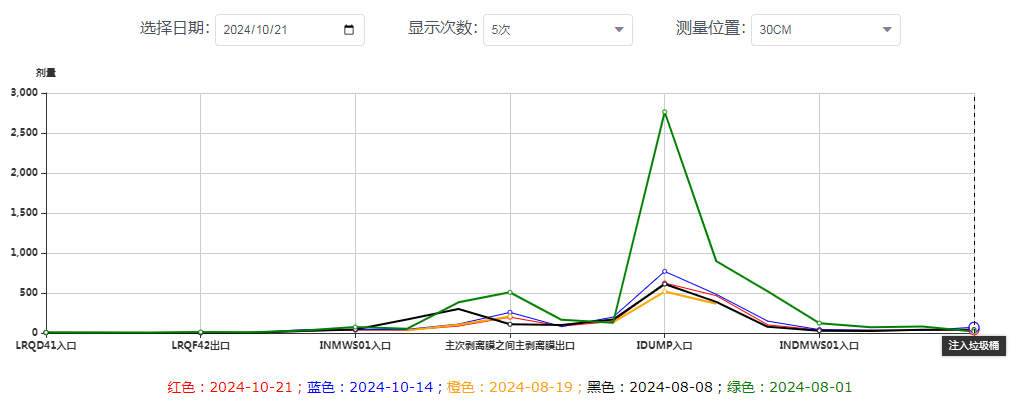 选择日期: 2024/10/21 显示次数: 5次 测量位置: 30CM
剂量
3,000
2,500
2,000
1,500
1,000
500
0
LRQD41入口 LRQF42出口 INMWS01入口 主次剥离膜之间主剥离膜出口 IDUMP入口 INDMWS01入口 注入垃圾桶
红色：2024-10-21；蓝色：2024-10-14；橙色：2024-08-19；黑色：2024-08-08；绿色：2024-08-01